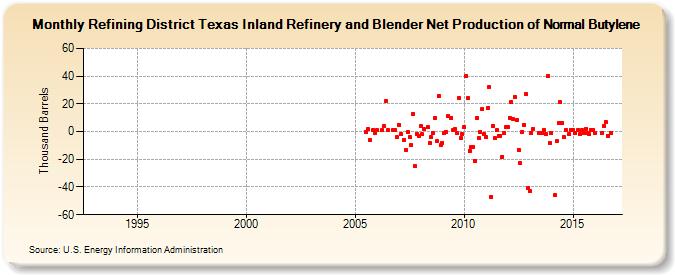 Monthly Refining District Texas Inland Refinery and Blender Net Production of Normal Butylene
Thousand Barrels
60
40
20
0
-20
-40
-60
1995 2000 2005 2010 2015
Source: U.S. Energy Information Administration